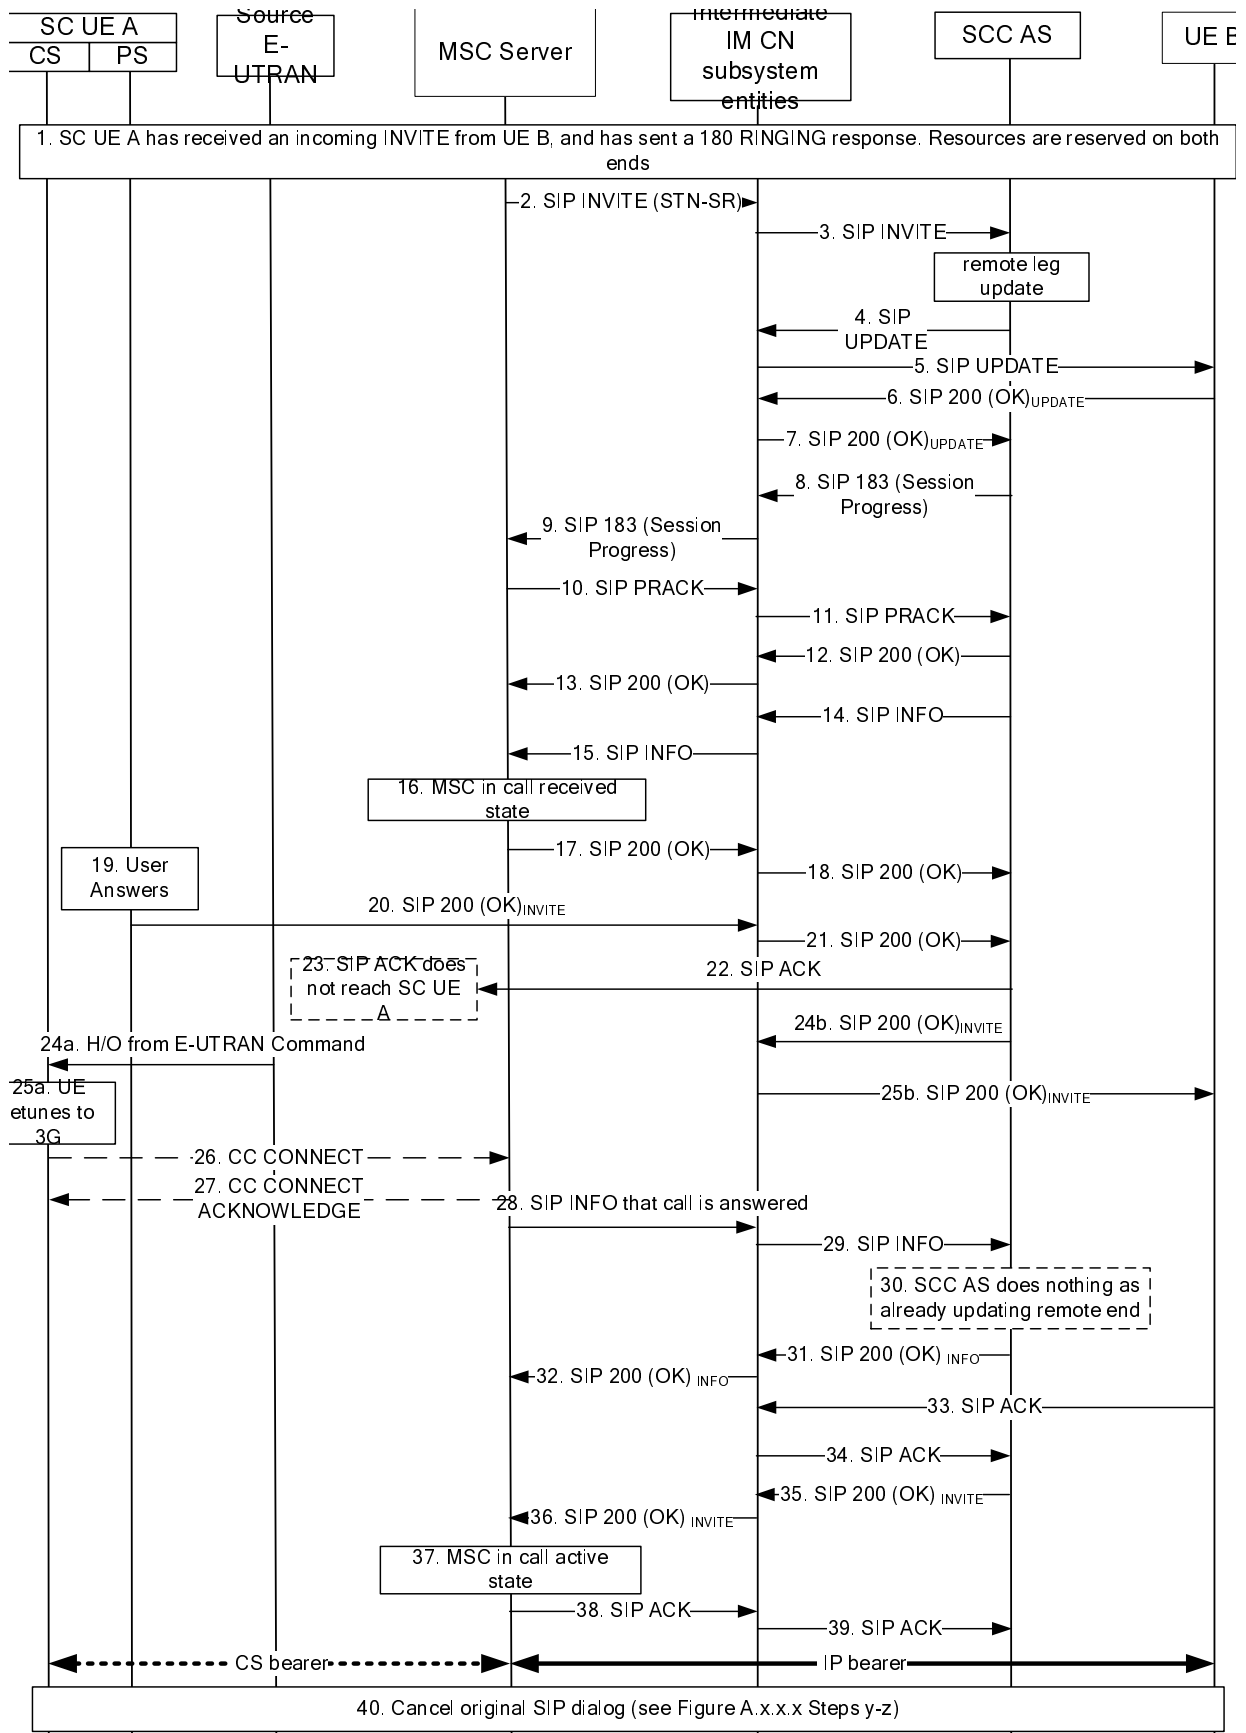 SC UE A
CS
PS
Source
E-
UTRAN
MSC Server
Intermediate
IM CN
subsystem
entities
SCC AS
UE B
1. SC UE A has received an incoming INVITE from UE B, and has sent a 180 RINGING response. Resources are reserved on both
ends
2. SIP INVITE (STN-SR)
3. SIP INVITE
remote leg
update
4. SIP
UPDATE
5. SIP UPDATE
6. SIP 200 (OK)UPDATE
7. SIP 200 (OK)UPDATE
8. SIP 183 (Session
Progress)
9. SIP 183 (Session
Progress)
10. SIP PRACK
11. SIP PRACK
12. SIP 200 (OK)
13. SIP 200 (OK)
14. SIP INFO
15. SIP INFO
16. MSC in call received
state
17. SIP 200 (OK)
18. SIP 200 (OK)
19. User
Answers
20. SIP 200 (OK)INVITE
21. SIP 200 (OK)
22. SIP ACK
23. SIP ACK does
not reach SC UE
A
24b. SIP 200 (OK)INVITE
24a. H/O from E-UTRAN Command
25a. UE
etunes to
3G
25b. SIP 200 (OK)INVITE
26. CC CONNECT
27. CC CONNECT
ACKNOWLEDGE
28. SIP INFO that call is answered
29. SIP INFO
30. SCC AS does nothing as
already updating remote end
31. SIP 200 (OK) INFO
32. SIP 200 (OK) INFO
33. SIP ACK
34. SIP ACK
35. SIP 200 (OK) INVITE
36. SIP 200 (OK) INVITE
37. MSC in call active
state
38. SIP ACK
39. SIP ACK
CS bearer
IP bearer
40. Cancel original SIP dialog (see Figure A.x.x.x Steps y-z)